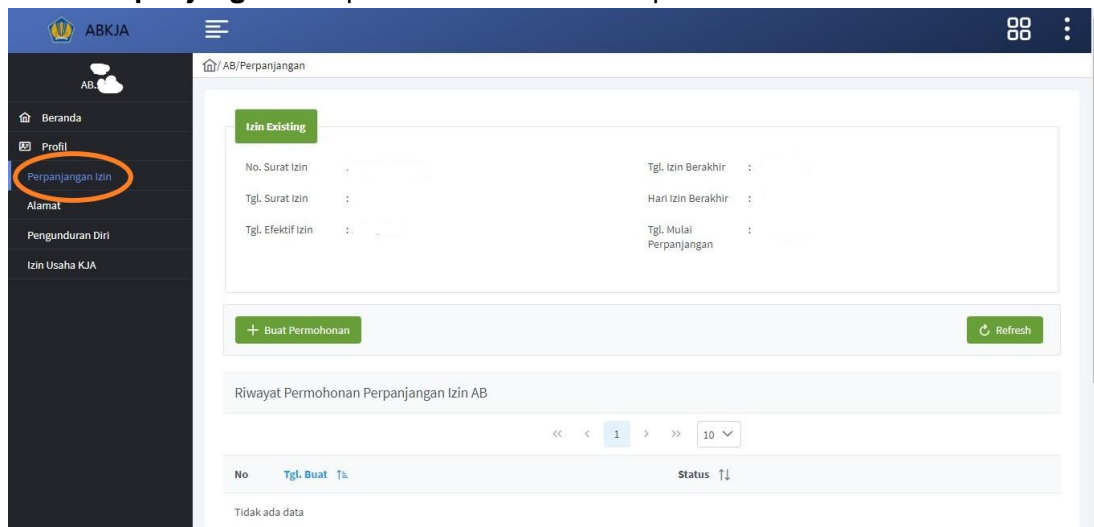 ABKJA
/ AB/Perpanjangan
AB.
Beranda
Profil
Perpanjangan Izin
Alamat
Pengunduran Diri
Izin Usaha KJA
Izin Existing
No. Surat Izin .
Tgl. Izin Berakhir :
Tgl. Surat Izin :
Hari Izin Berakhir :
Tgl. Efektif Izin :
Tgl. Mulai Perpanjangan :
+ Buat Permohonan
Refresh
Riwayat Permohonan Perpanjangan Izin AB
<< < 1 > >> 10
No Tgl. Buat Status
Tidak ada data